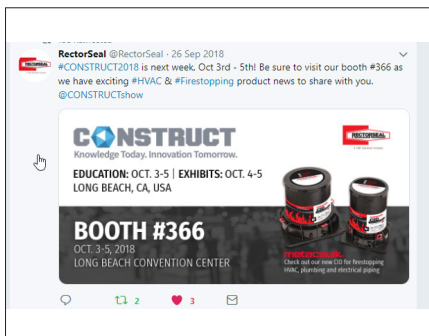 RectorSeal @RectorSeal · 26 Sep 2018
#CONSTRUCT2018 is next week, Oct 3rd - 5th! Be sure to visit our booth #366 as
we have exciting #HVAC & #Firestopping product news to share with you.
@CONSTRUCTshow
CONSTRUCT
RECTORSEAL
Knowledge Today. Innovation Tomorrow.
EDUCATION: OCT. 3-5 | EXHIBITS: OCT. 4-5
LONG BEACH, CA, USA
BOOTH #366
OCT. 3-5, 2018
LONG BEACH CONVENTION CENTER
metacaulk
Check out our new CID for firestopping
HVAC, plumbing and electrical piping
2
3